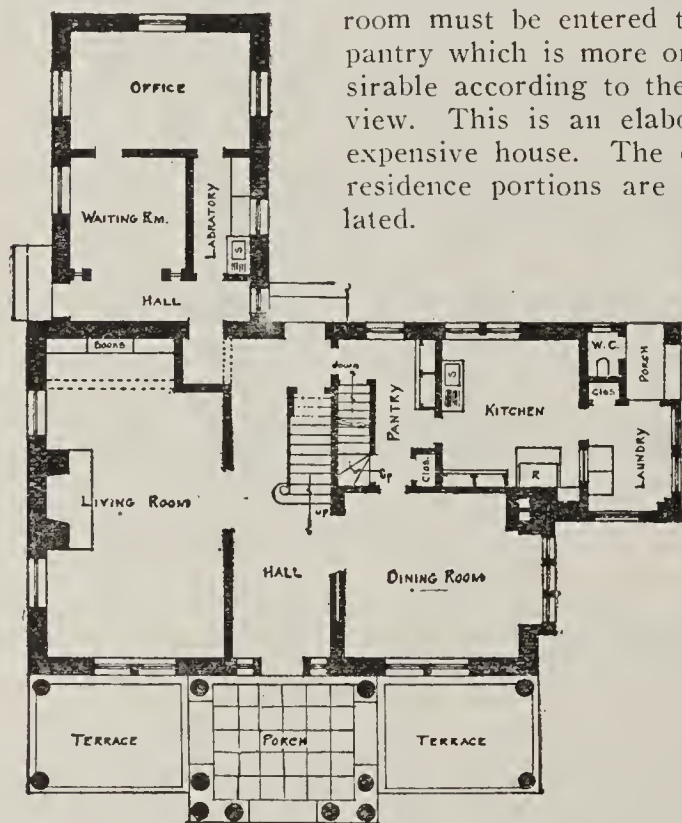 room must be entered t
pantry which is more or
sirable according to the
view. This is an elabo
expensive house. The
residence portions are
lated.
OFFICE
WAITING RM.
LABRATORY
S
HALL
BOOKS
down
W.C.
PORCH
PANTRY
S
KITCHEN
Clos.
LAUNDRY
Clos.
UP
R
LIVING ROOM
UP
HALL
DINING ROOM
TERRACE
PORCH
TERRACE